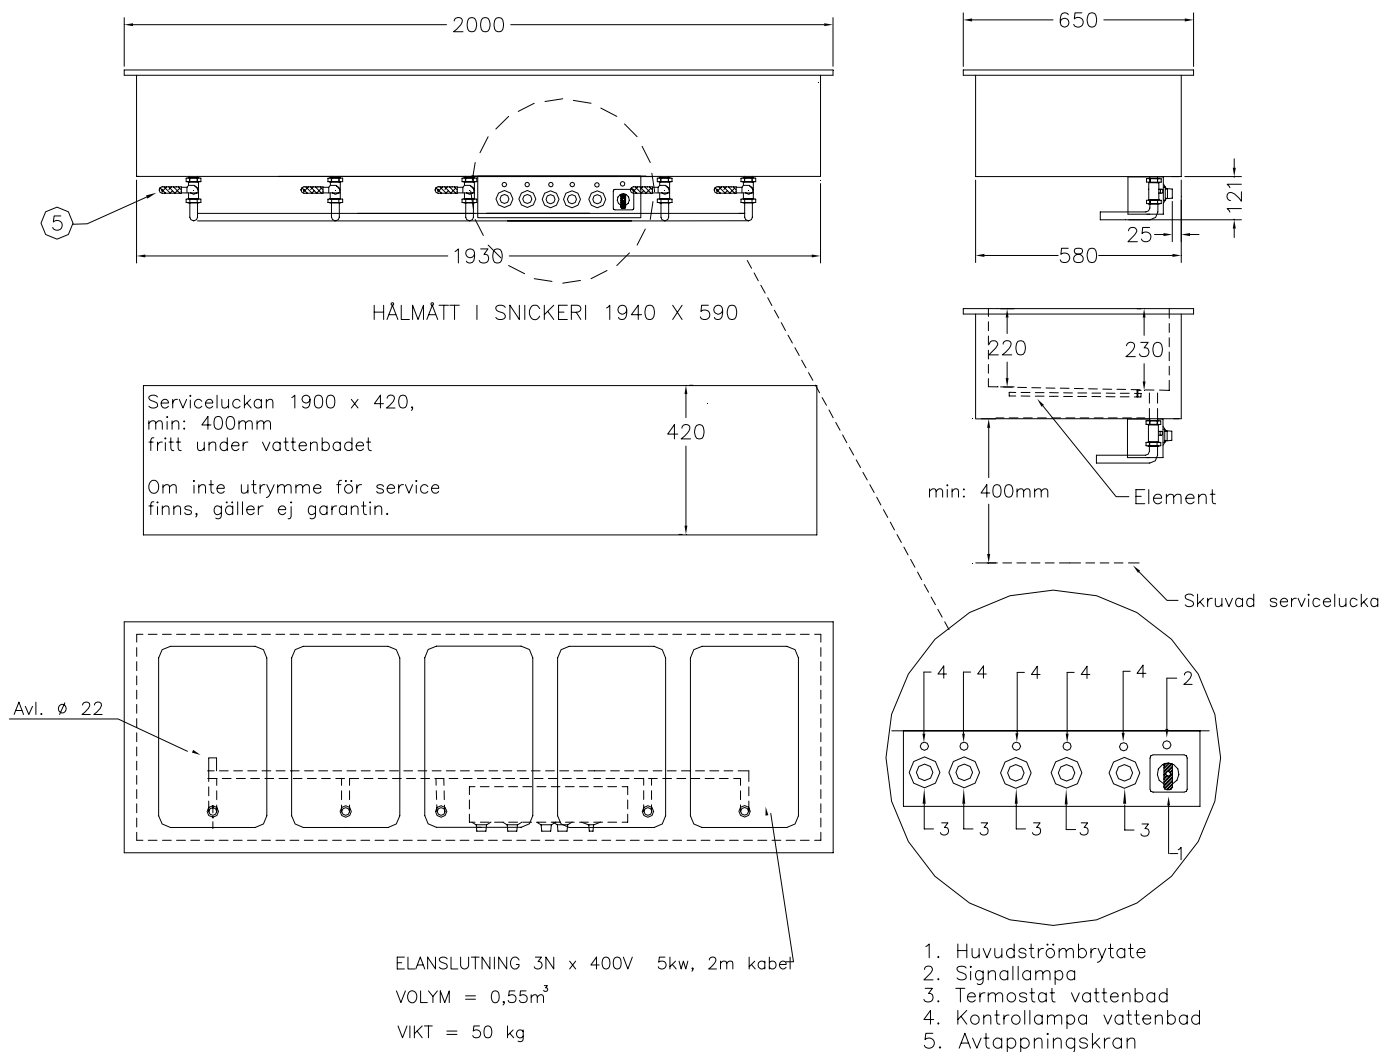 2000
650
5
121
25
1930
580
HÅLMÅTT I SNICKERI 1940 X 590
220
230
Serviceluckan 1900 x 420,
min: 400mm
fritt under vattenbadet
420
Om inte utrymme för service
finns, gäller ej garantin.
min: 400mm
Element
Skruvad servicelucka
Avl. ø 22
4 4 4 4 4 2
3 3 3 3 3 1
ELANSLUTNING 3N x 400V 5kw, 2m kabel
VOLYM = 0,55m³
VIKT = 50 kg
1. Huvudströmbrytate
2. Signallampa
3. Termostat vattenbad
4. Kontrollampa vattenbad
5. Avtappningskran